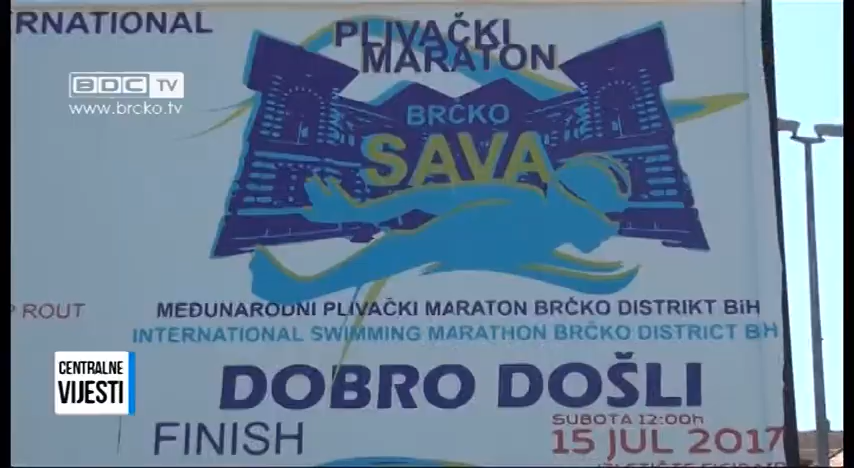 RNATIONAL
PLIVAČKI
MARATON
BDC TV
www.brcko.tv
BRČKO
SAVA
P ROUT
MEĐUNARODNI PLIVAČKI MARATON BRČKO DISTRIKT BiH
INTERNATIONAL SWIMMING MARATHON BRČKO DISTRICT BH
CENTRALNE
VIJESTI
DOBRO DOŠLI
FINISH
SUBOTA 12:00h
15 JUL 2017